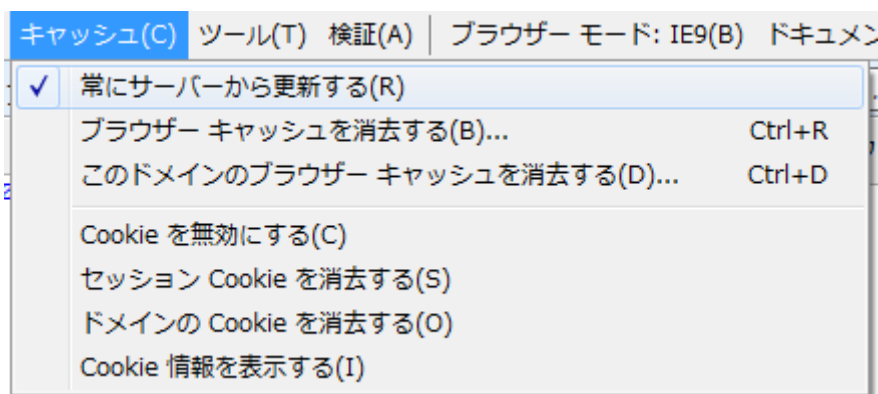 キャッシュ(C) ツール(T) 検証(A) ブラウザー モード: IE9(B) ドキュメン
常にサーバーから更新する(R)
ブラウザー キャッシュを消去する(B)... Ctrl+R
このドメインのブラウザー キャッシュを消去する(D)... Ctrl+D
Cookie を無効にする(C)
セッション Cookie を消去する(S)
ドメインの Cookie を消去する(O)
Cookie 情報を表示する(I)